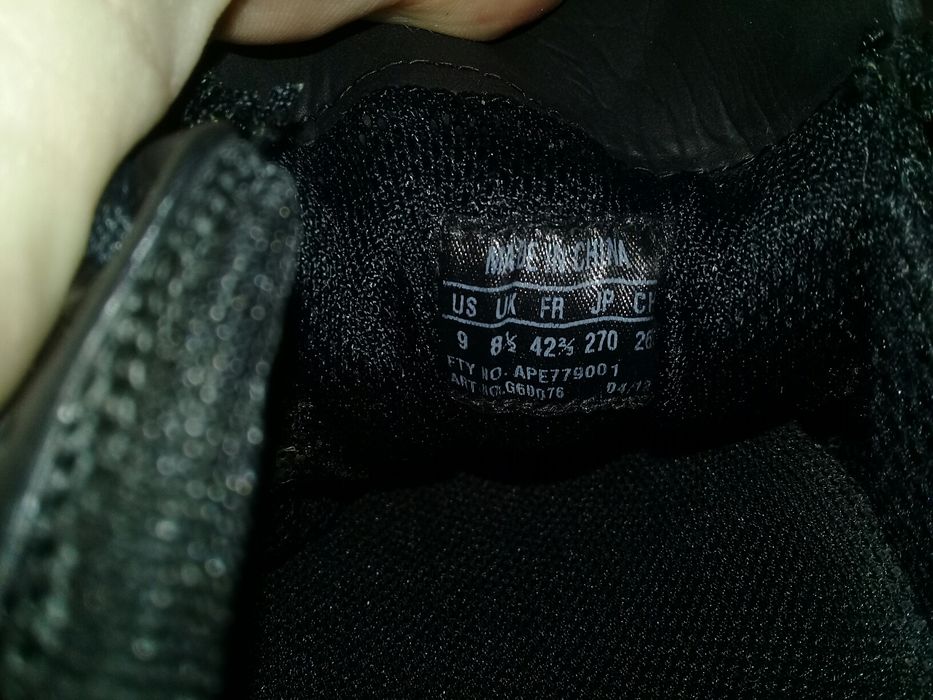 MADE IN CHINA
US UK FR JP CH
9 8½ 42⅔ 270 26
FTY NO. APE779001
ART NO. G60076 04/12